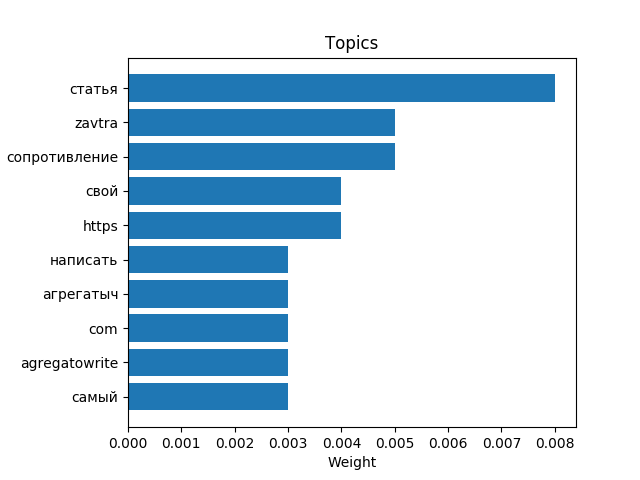 Topics
статья
zavtra
сопротивление
свой
https
написать
агрегатыч
com
agregatowrite
самый
0.000 0.001 0.002 0.003 0.004 0.005 0.006 0.007 0.008
Weight